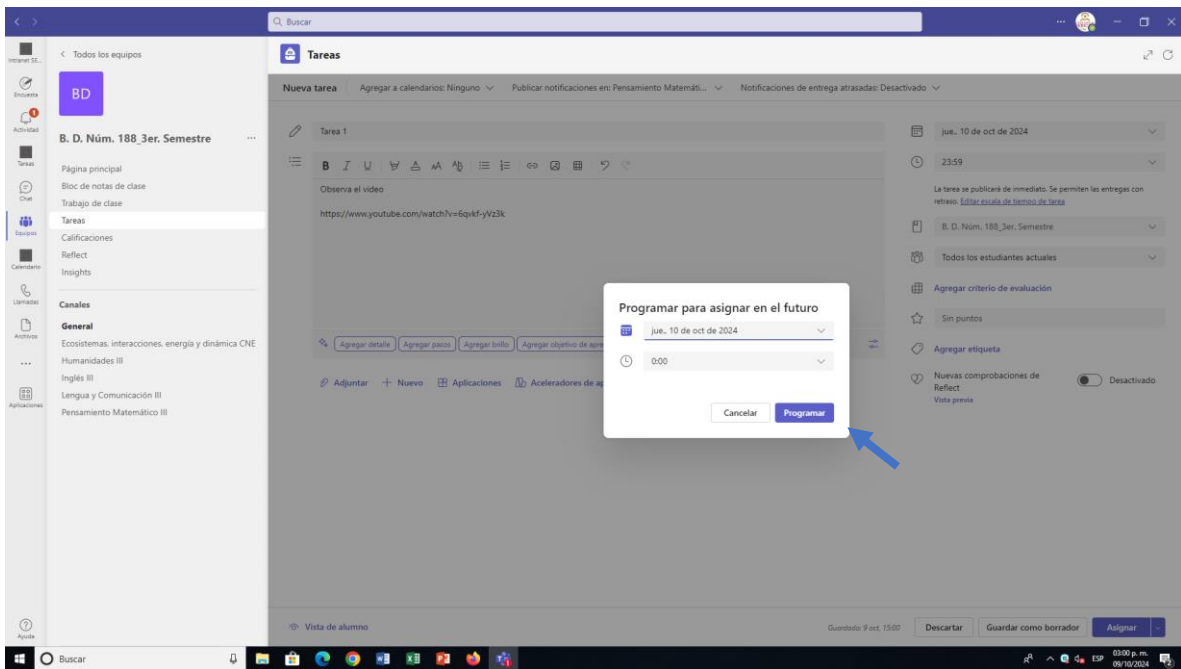 Buscar
Intranet SE...
Encuesta
Actividad
Tareas
Chat
Equipos
Calendario
Llamadas
Archivos
Aplicaciones
Ayuda
Todos los equipos
BD
B. D. Núm. 188_3er. Semestre
Página principal
Bloc de notas de clase
Trabajo de clase
Tareas
Calificaciones
Reflect
Insights
Canales
General
Ecosistemas, interacciones, energía y dinámica CNE
Humanidades III
Inglés III
Lengua y Comunicación III
Pensamiento Matemático III
Tareas
Nueva tarea Agregar a calendarios: Ninguno Publicar notificaciones en: Pensamiento Matemáti... Notificaciones de entrega atrasadas: Desactivado
Tarea 1
Observa el video
https://www.youtube.com/watch?v=6qvkf-yVz3k
Agregar detalle Agregar pasos Agregar brillo Agregar objetivo de apre
Adjuntar Nuevo Aplicaciones Aceleradores de ap
Programar para asignar en el futuro
jue., 10 de oct de 2024
0:00
Cancelar Programar
jue., 10 de oct de 2024
23:59
La tarea se publicará de inmediato. Se permiten las entregas con
retraso. Editar escala de tiempo de tarea
B. D. Núm. 188_3er. Semestre
Todos los estudiantes actuales
Agregar criterio de evaluación
Sin puntos
Agregar etiqueta
Nuevas comprobaciones de
Reflect
Desactivado
Vista previa
Vista de alumno
Guardado: 9 oct. 15:00 Descartar Guardar como borrador Asignar
Buscar
ESP
03:00 p. m.
09/10/2024